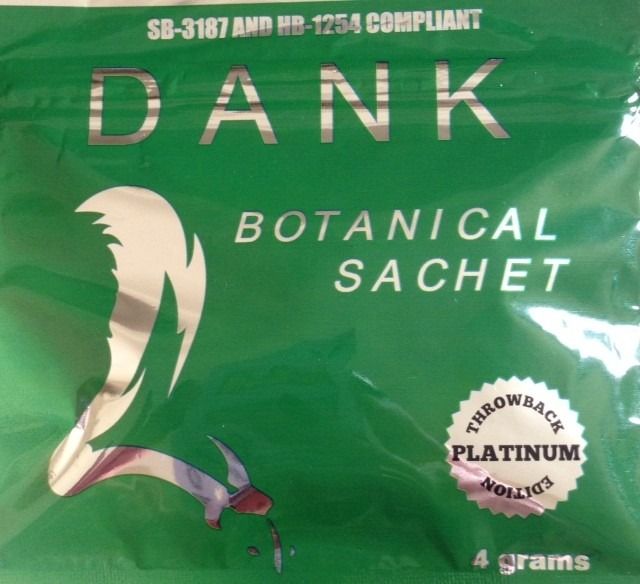 SB-3187 AND HB-1254 COMPLIANT
DANK
BOTANICAL
SACHET
THROWBACK
PLATINUM
EDITION
4 grams